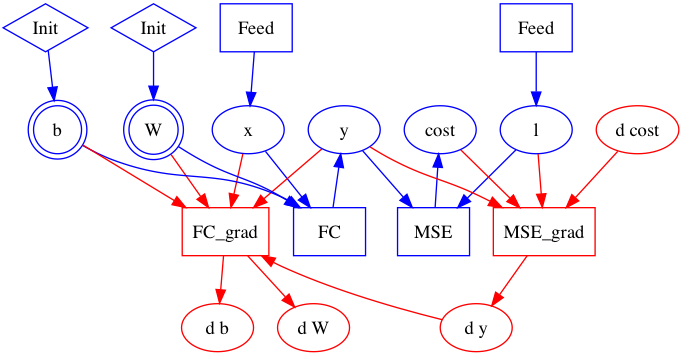 Init
Init
Feed
Feed
b
W
x
y
cost
l
d cost
FC_grad
FC
MSE
MSE_grad
d b
d W
d y